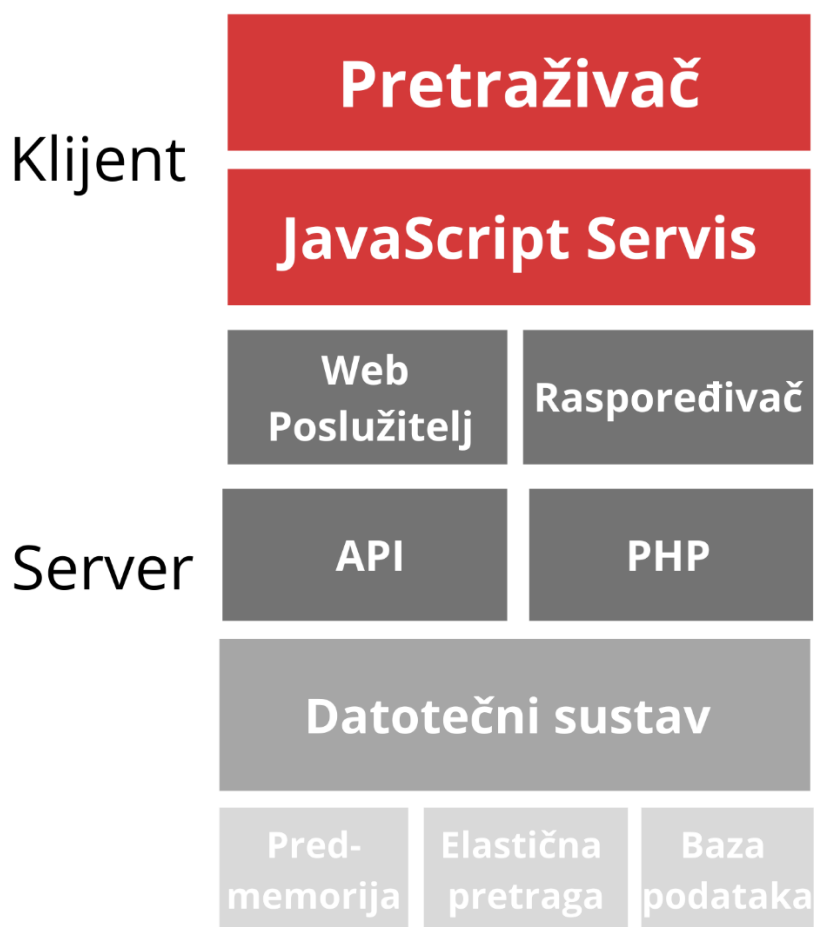 Klijent
Pretraživač
JavaScript Servis
Server
Web
Poslužitelj
Raspoređivač
API
PHP
Datotečni sustav
Pred-
memorija
Elastična
pretraga
Baza
podataka